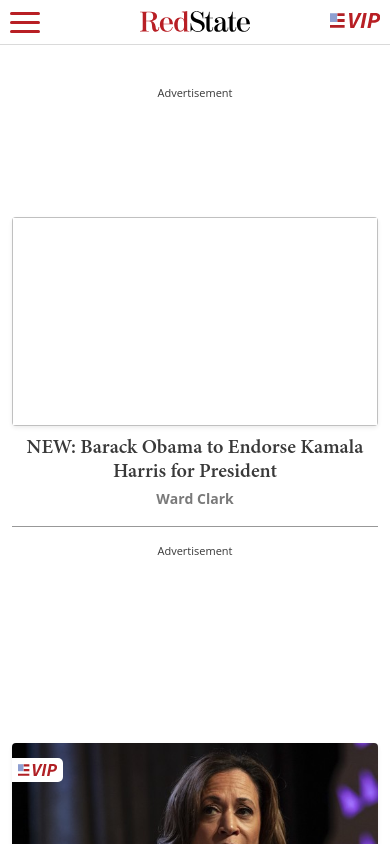 RedState
VIP
Advertisement
NEW: Barack Obama to Endorse Kamala
Harris for President
Ward Clark
Advertisement
VIP